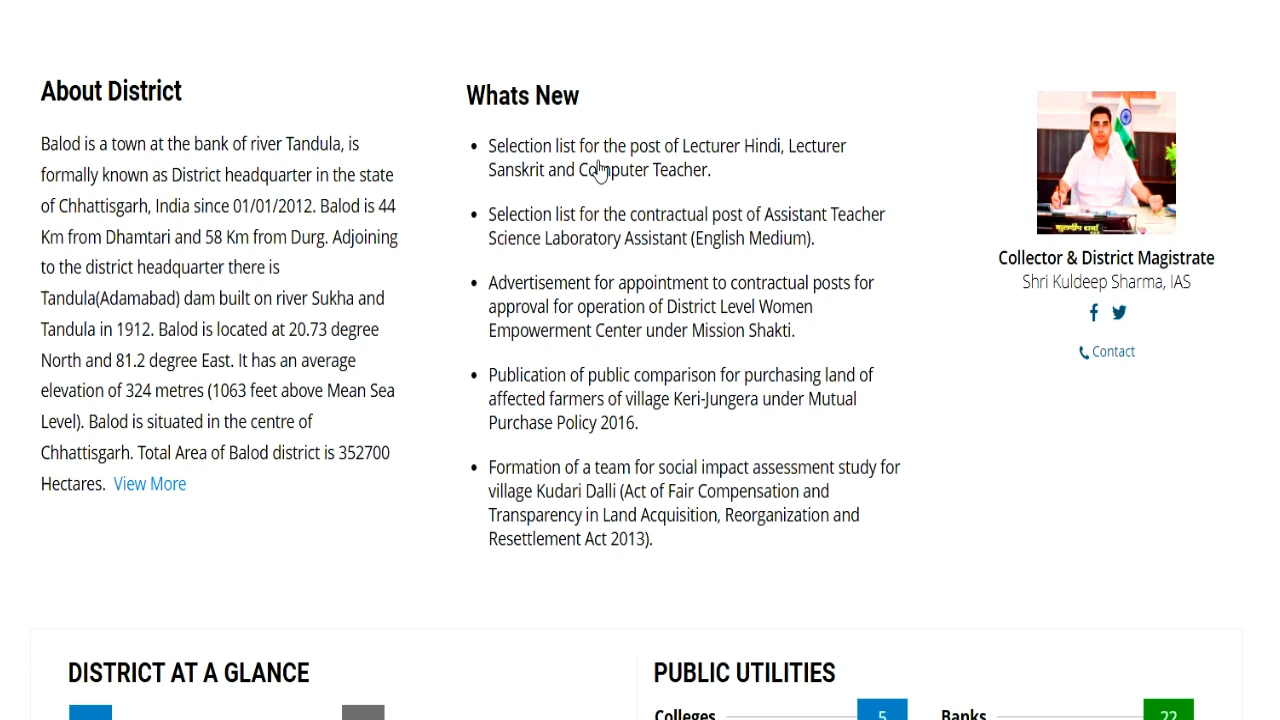 About District
Balod is a town at the bank of river Tandula, is
formally known as District headquarter in the state
of Chhattisgarh, India since 01/01/2012. Balod is 44
Km from Dhamtari and 58 Km from Durg. Adjoining
to the district headquarter there is
Tandula(Adamabad) dam built on river Sukha and
Tandula in 1912. Balod is located at 20.73 degree
North and 81.2 degree East. It has an average
elevation of 324 metres (1063 feet above Mean Sea
Level). Balod is situated in the centre of
Chhattisgarh. Total Area of Balod district is 352700
Hectares. View More
Whats New
• Selection list for the post of Lecturer Hindi, Lecturer
Sanskrit and Computer Teacher.
• Selection list for the contractual post of Assistant Teacher
Science Laboratory Assistant (English Medium).
• Advertisement for appointment to contractual posts for
approval for operation of District Level Women
Empowerment Center under Mission Shakti.
• Publication of public comparison for purchasing land of
affected farmers of village Keri-Jungera under Mutual
Purchase Policy 2016.
• Formation of a team for social impact assessment study for
village Kudari Dalli (Act of Fair Compensation and
Transparency in Land Acquisition, Reorganization and
Resettlement Act 2013).
कुलदीप शर्मा
Collector & District Magistrate
Shri Kuldeep Sharma, IAS
Contact
DISTRICT AT A GLANCE
PUBLIC UTILITIES
Colleges 5
Banks 22